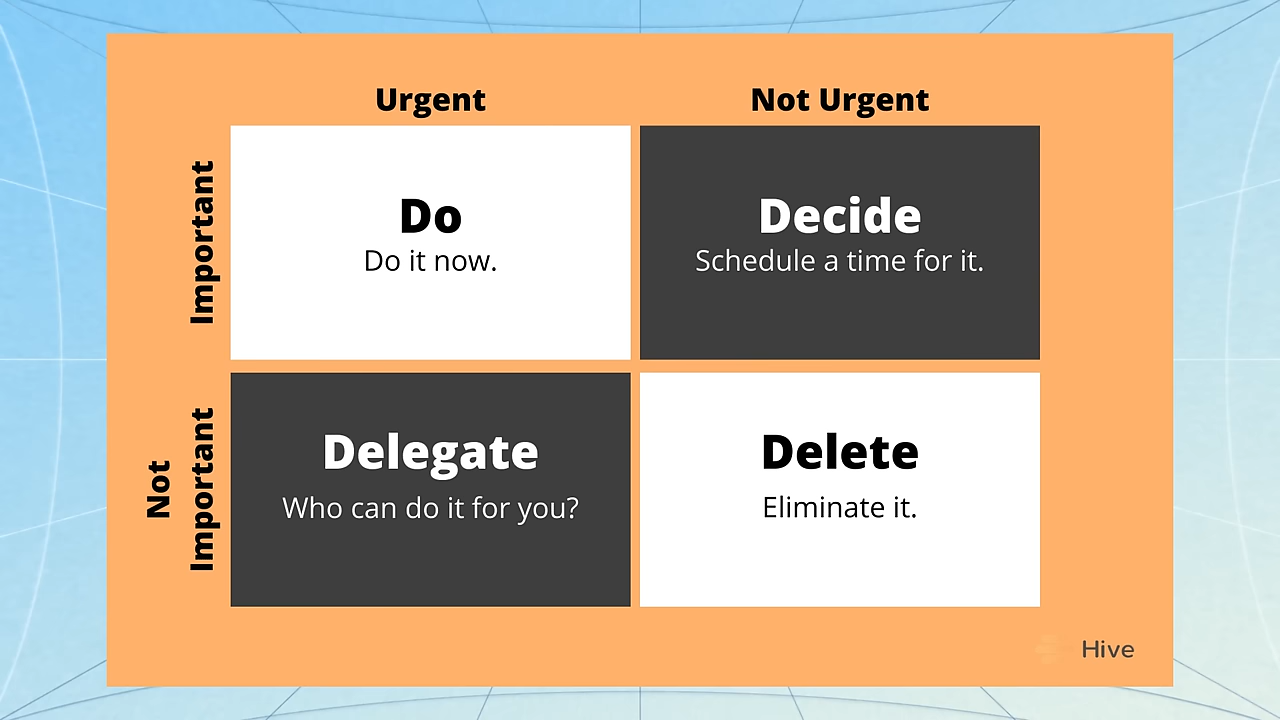 Urgent
Not Urgent
Important
Do
Do it now.
Decide
Schedule a time for it.
Not
Important
Delegate
Who can do it for you?
Delete
Eliminate it.
Hive